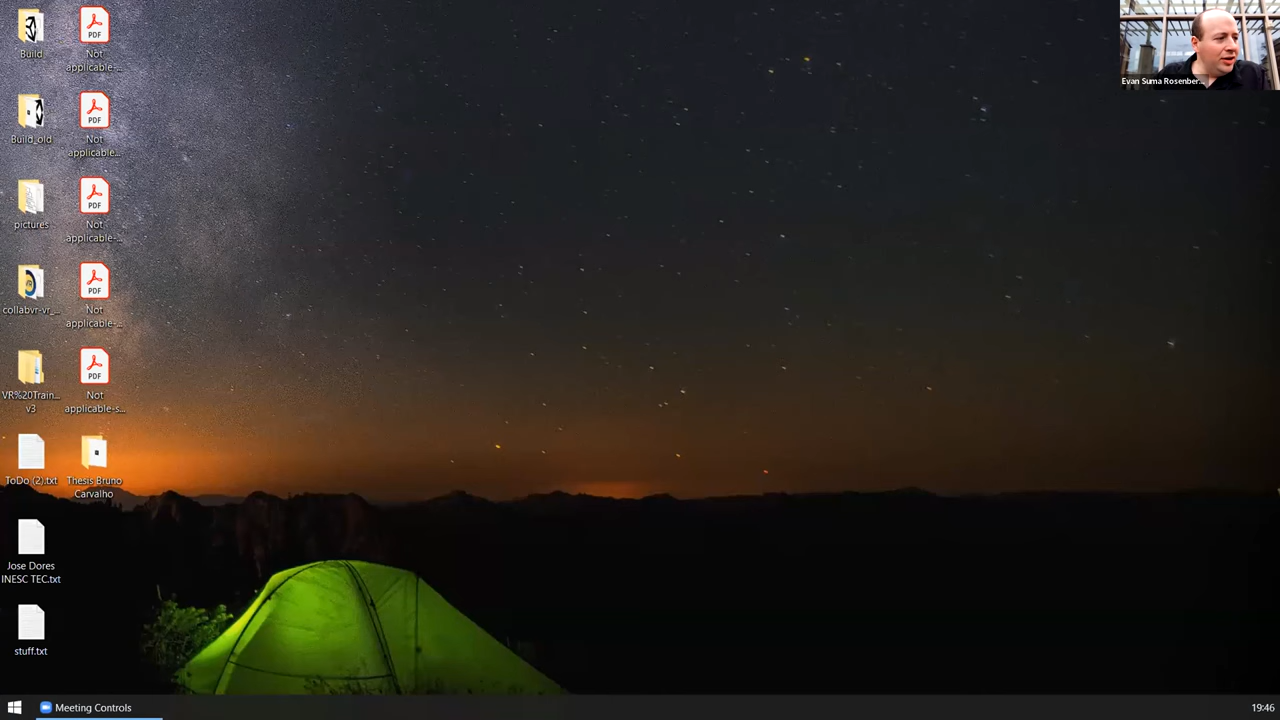 Build
PDF
Not
applicable-...
Evan Suma Rosenber...
Build_old
PDF
Not
applicable...
pictures
PDF
Not
applicable-...
collabvr-vr_...
PDF
Not
applicable-...
VR%20Train...
v3
PDF
Not
applicable-s...
ToDo (2).txt
Thesis Bruno
Carvalho
Jose Dores
INESC TEC.txt
stuff.txt
Meeting Controls
19:46